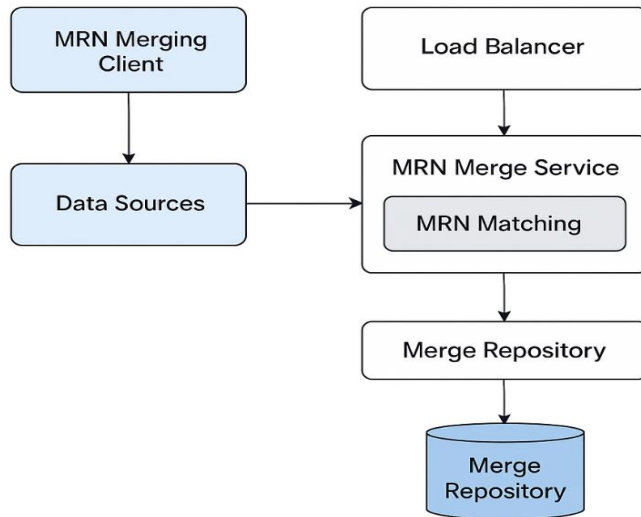 MRN Merging
Client
Load Balancer
Data Sources
MRN Merge Service
MRN Matching
Merge Repository
Merge
Repository